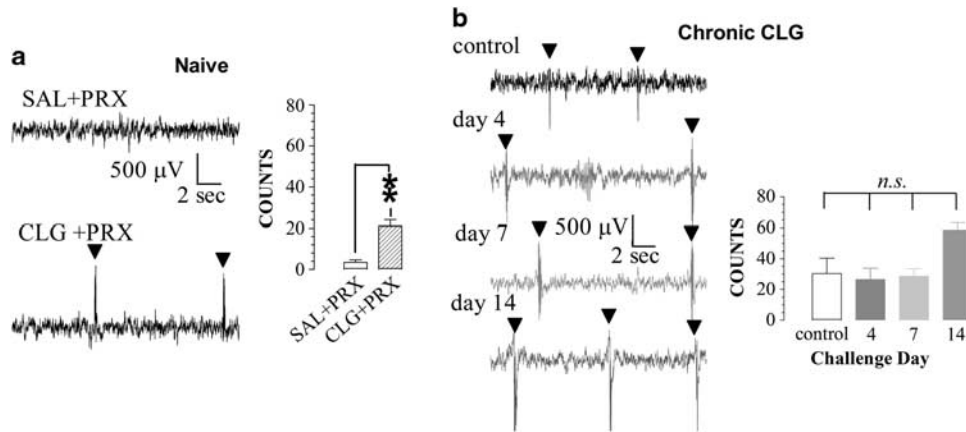 a
Naive
SAL+PRX
500 µV
2 sec
CLG +PRX
COUNTS
80
60
40
20
0
**
SAL+PRX
CLG+PRX
b
Chronic CLG
control
day 4
day 7
500 µV
2 sec
day 14
n.s.
COUNTS
80
60
40
20
0
control 4 7 14
Challenge Day